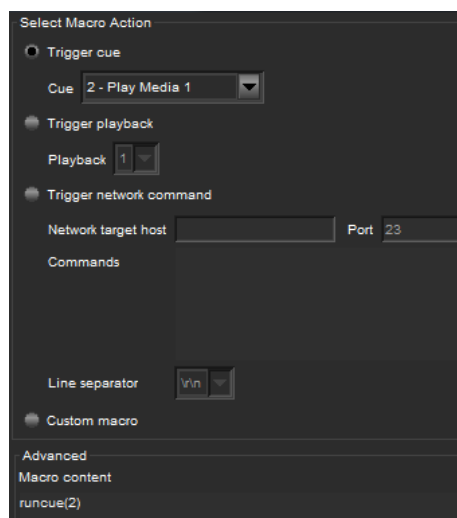 Select Macro Action
Trigger cue
Cue 2 - Play Media 1
Trigger playback
Playback 1
Trigger network command
Network target host Port 23
Commands
Line separator \r\n
Custom macro
Advanced
Macro content
runcue(2)